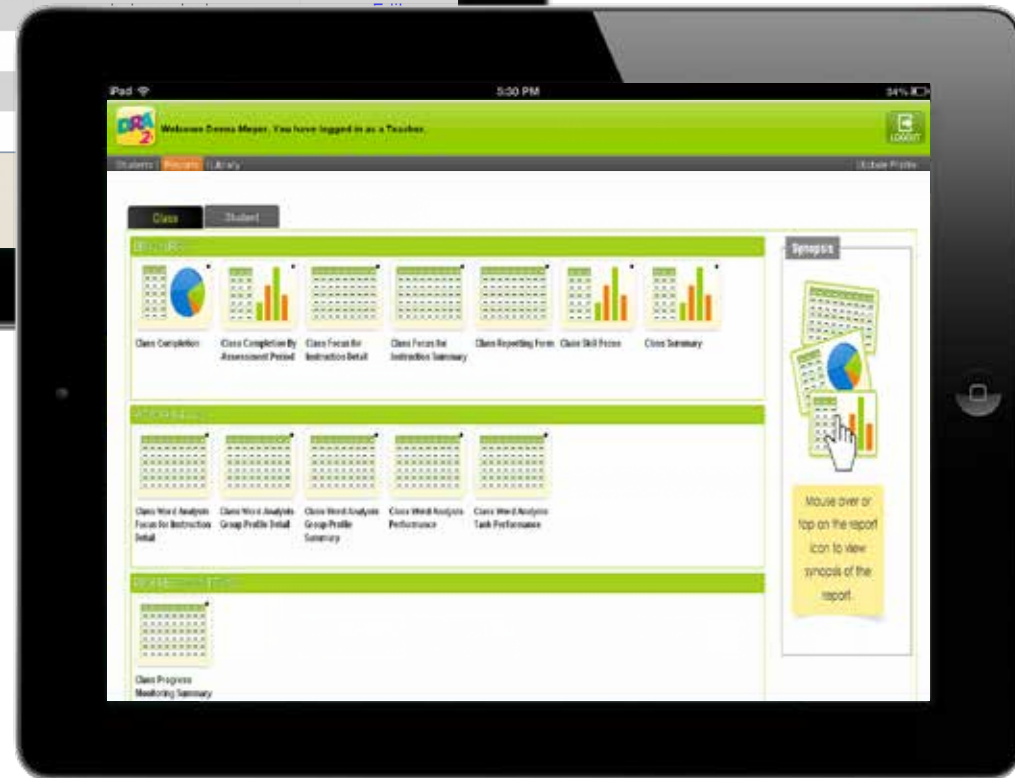 iPad
5:30 PM
34%
DRA
2
Welcome Donna Meyer. You have logged in as a Teacher.
LOGOUT
Students | Reports | Library
Update Profile
Class
Student
Synopsis
Class Completion
Class Completion By
Assessment Period
Class Focus for
Instruction Detail
Class Focus for
Instruction Summary
Class Reporting Form
Class Skill Focus
Class Summary
Class Word Analysis
Focus for Instruction
Detail
Class Word Analysis
Group Profile Detail
Class Word Analysis
Group Profile
Summary
Class Word Analysis
Performance
Class Word Analysis
Task Performance
Mouse over or
tap on the report
icon to view
synopsis of the
report.
Class Progress
Monitoring Summary